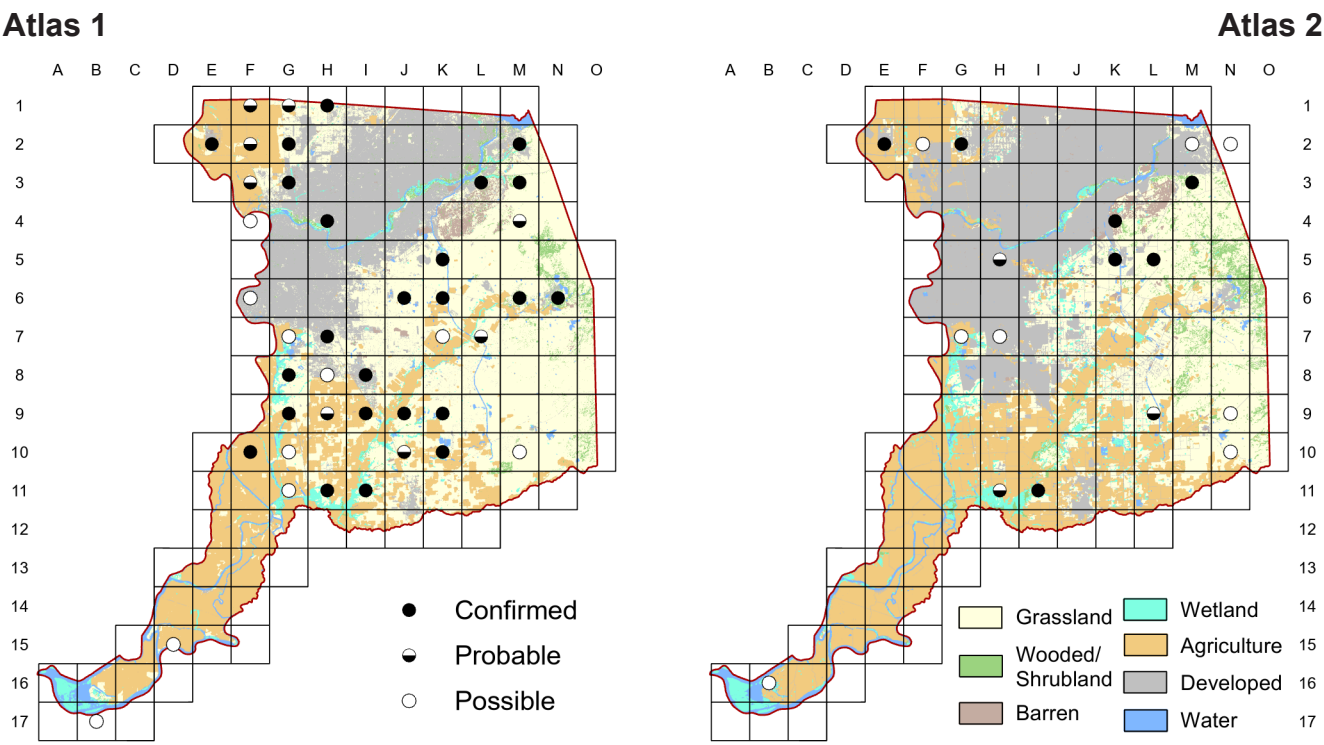 Atlas 1
Atlas 2
A B C D E F G H I J K L M N O
A B C D E F G H I J K L M N O
1
2
3
4
5
6
7
8
9
10
11
12
13
14
15
16
17
Confirmed
Probable
Possible
Grassland
Wooded/
Shrubland
Barren
Wetland
Agriculture
Developed
Water
1
2
3
4
5
6
7
8
9
10
11
12
13
14
15
16
17